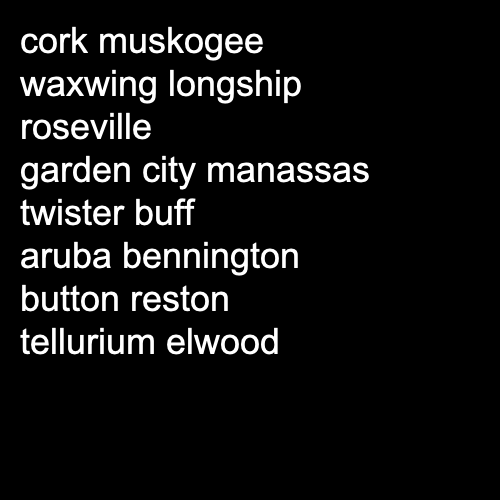 cork muskogee
waxwing longship
roseville
garden city manassas
twister buff
aruba bennington
button reston
tellurium elwood